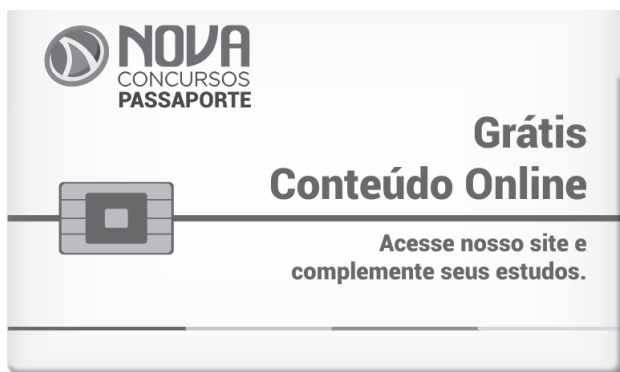 NOVA
CONCURSOS
PASSAPORTE
Grátis
Conteúdo Online
Acesse nosso site e
complemente seus estudos.